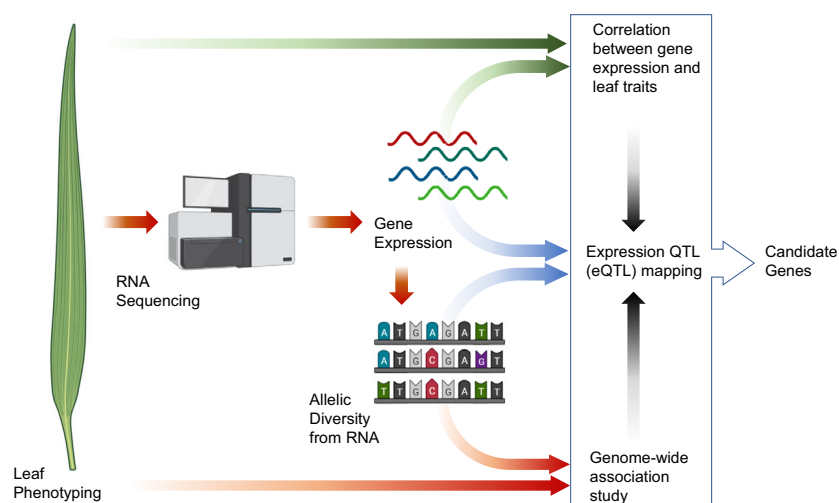 Correlation
between gene
expression and
leaf traits
RNA
Sequencing
Gene
Expression
Expression QTL
(eQTL) mapping
Candidate
Genes
A T G A G A T T
A T G C G A G T
T T G C G A T T
Allelic
Diversity
from RNA
Leaf
Phenotyping
Genome-wide
association
study